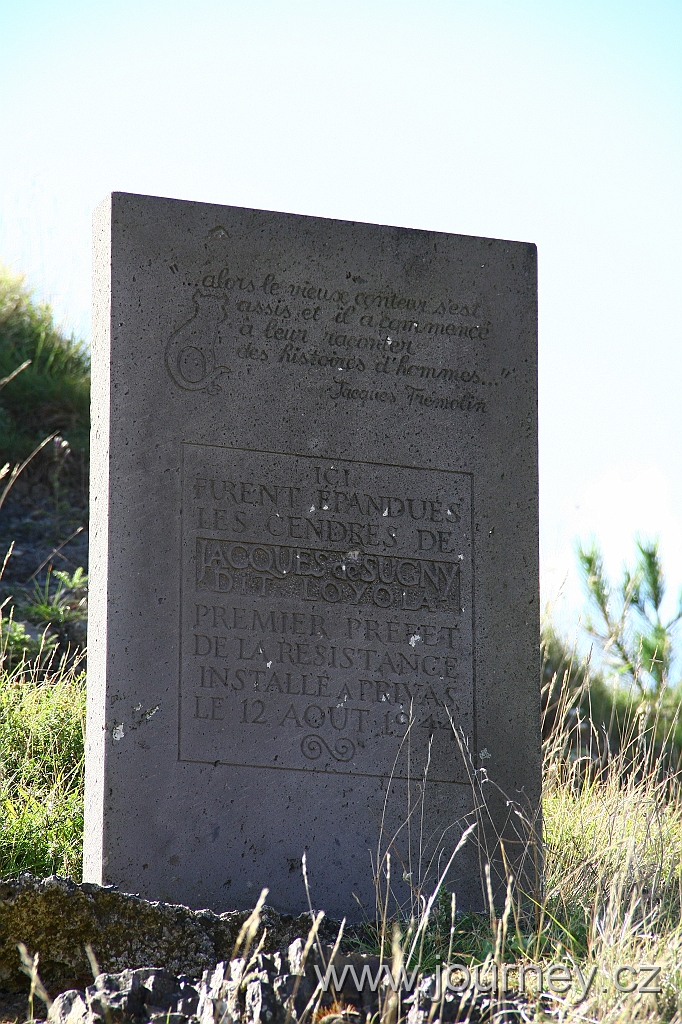 "...alors le vieux conteur s'est
assis et il a commencé
à leur raconter
des histoires d'hommes..."
Jacques Tremolin
ICI
FURENT ÉPANDUES
LES CENDRES DE
JACQUES de SUGNY
DIT LOYOLA
PREMIER PRÉFET
DE LA RÉSISTANCE
INSTALLÉ A PRIVAS
LE 12 AOUT 1944
www.journey.cz